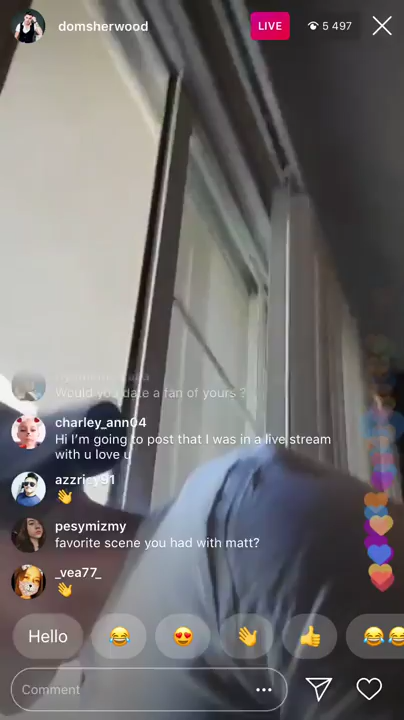 domsherwood
LIVE
5 497
Would you date a fan of yours ?
charley_ann04
Hi I'm going to post that I was in a live stream
with u love u
azzricy91
👋
pesymizmy
favorite scene you had with matt?
_vea77_
👋
Hello
😂
😍
👋
👍
😂😂
Comment